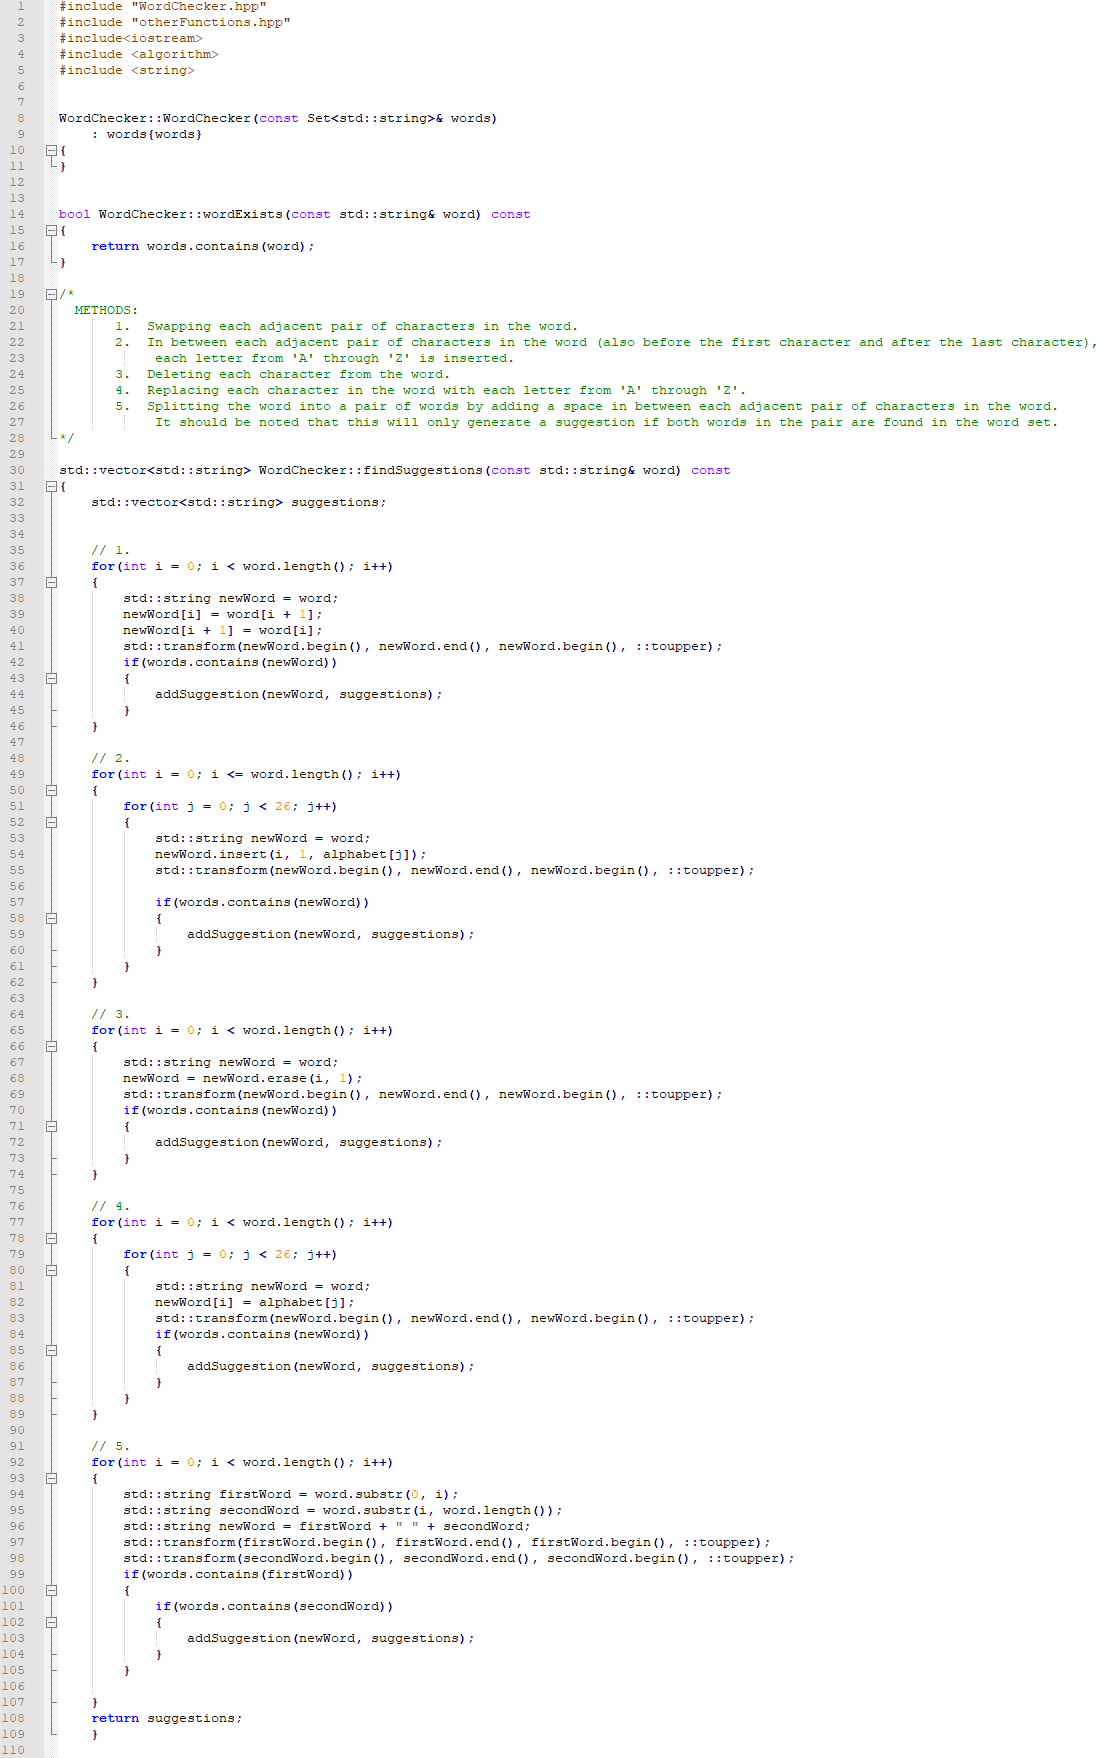 1 #include "WordChecker.hpp"
2 #include "otherFunctions.hpp"
3 #include<iostream>
4 #include <algorithm>
5 #include <string>
6
7
8 WordChecker::WordChecker(const Set<std::string>& words)
9     : words{words}
10 {
11 }
12
13
14 bool WordChecker::wordExists(const std::string& word) const
15 {
16     return words.contains(word);
17 }
18
19 /*
20   METHODS:
21        1.  Swapping each adjacent pair of characters in the word.
22        2.  In between each adjacent pair of characters in the word (also before the first character and after the last character),
23             each letter from 'A' through 'Z' is inserted.
24        3.  Deleting each character from the word.
25        4.  Replacing each character in the word with each letter from 'A' through 'Z'.
26        5.  Splitting the word into a pair of words by adding a space in between each adjacent pair of characters in the word.
27             It should be noted that this will only generate a suggestion if both words in the pair are found in the word set.
28 */
29
30 std::vector<std::string> WordChecker::findSuggestions(const std::string& word) const
31 {
32     std::vector<std::string> suggestions;
33
34
35     // 1.
36     for(int i = 0; i < word.length(); i++)
37     {
38         std::string newWord = word;
39         newWord[i] = word[i + 1];
40         newWord[i + 1] = word[i];
41         std::transform(newWord.begin(), newWord.end(), newWord.begin(), ::toupper);
42         if(words.contains(newWord))
43         {
44             addSuggestion(newWord, suggestions);
45         }
46     }
47
48     // 2.
49     for(int i = 0; i <= word.length(); i++)
50     {
51         for(int j = 0; j < 26; j++)
52         {
53             std::string newWord = word;
54             newWord.insert(i, 1, alphabet[j]);
55             std::transform(newWord.begin(), newWord.end(), newWord.begin(), ::toupper);
56
57             if(words.contains(newWord))
58             {
59                 addSuggestion(newWord, suggestions);
60             }
61         }
62     }
63
64     // 3.
65     for(int i = 0; i < word.length(); i++)
66     {
67         std::string newWord = word;
68         newWord = newWord.erase(i, 1);
69         std::transform(newWord.begin(), newWord.end(), newWord.begin(), ::toupper);
70         if(words.contains(newWord))
71         {
72             addSuggestion(newWord, suggestions);
73         }
74     }
75
76     // 4.
77     for(int i = 0; i < word.length(); i++)
78     {
79         for(int j = 0; j < 26; j++)
80         {
81             std::string newWord = word;
82             newWord[i] = alphabet[j];
83             std::transform(newWord.begin(), newWord.end(), newWord.begin(), ::toupper);
84             if(words.contains(newWord))
85             {
86                 addSuggestion(newWord, suggestions);
87             }
88         }
89     }
90
91     // 5.
92     for(int i = 0; i < word.length(); i++)
93     {
94         std::string firstWord = word.substr(0, i);
95         std::string secondWord = word.substr(i, word.length());
96         std::string newWord = firstWord + " " + secondWord;
97         std::transform(firstWord.begin(), firstWord.end(), firstWord.begin(), ::toupper);
98         std::transform(secondWord.begin(), secondWord.end(), secondWord.begin(), ::toupper);
99         if(words.contains(firstWord))
100         {
101             if(words.contains(secondWord))
102             {
103                 addSuggestion(newWord, suggestions);
104             }
105         }
106
107     }
108     return suggestions;
109     }
110